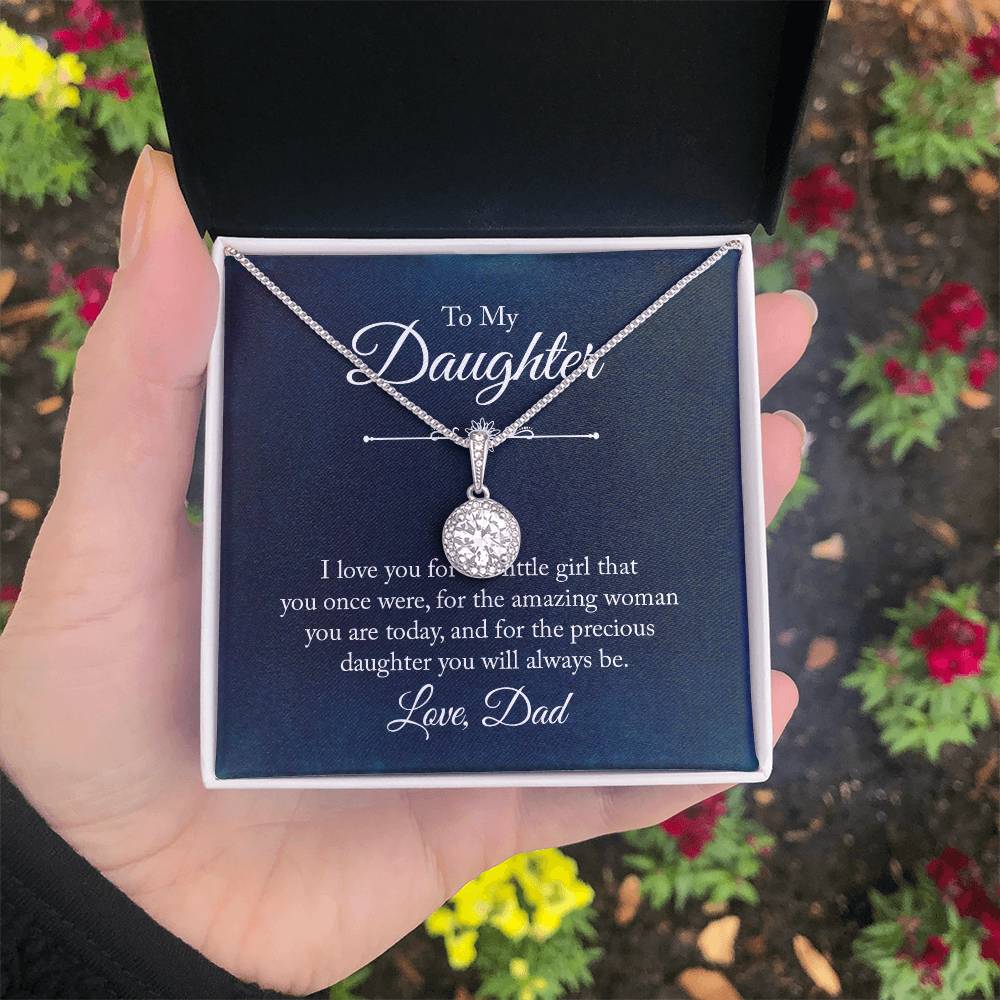 To My
Daughter
I love you for little girl that
you once were, for the amazing woman
you are today, and for the precious
daughter you will always be.
Love, Dad